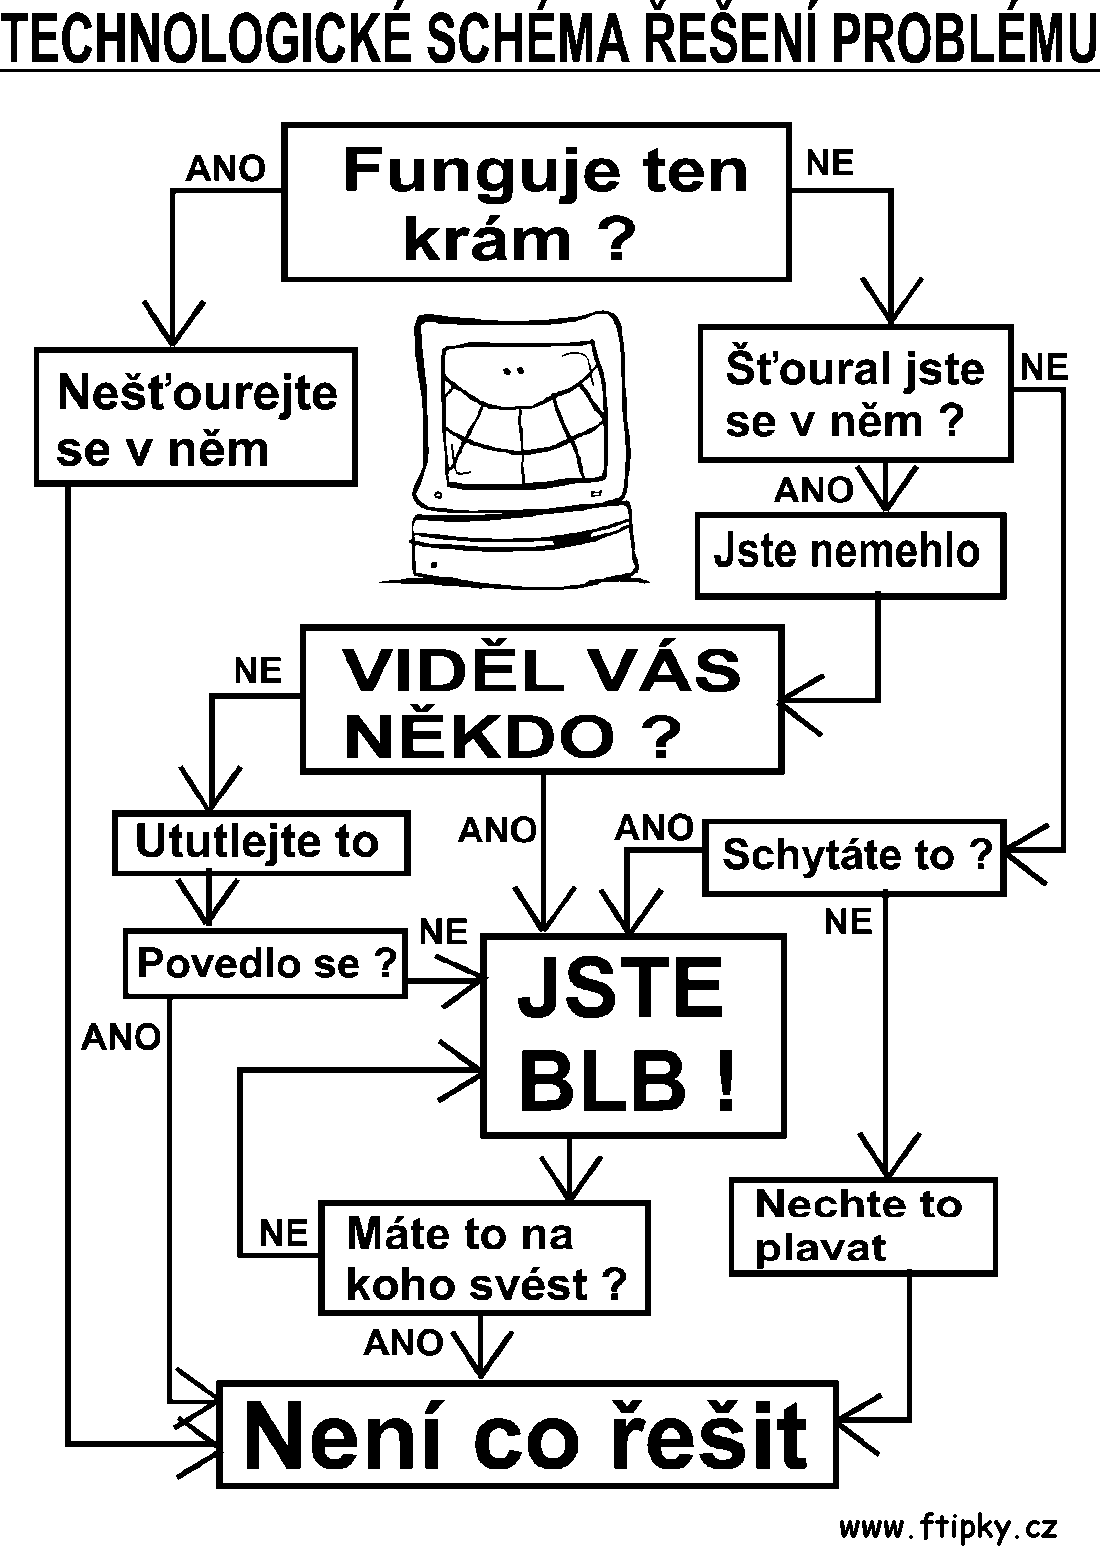 TECHNOLOGICKÉ SCHÉMA ŘEŠENÍ PROBLÉMU
ANO
Funguje ten
krám ?
NE
Nešťourejte
se v něm
Šťoural jste
se v něm ?
NE
ANO
Jste nemehlo
NE
VIDĚL VÁS
NĚKDO ?
Ututlejte to
ANO
ANO
Schytáte to ?
NE
Povedlo se ?
NE
JSTE
BLB !
ANO
Nechte to
plavat
NE
Máte to na
koho svést ?
ANO
Není co řešit
www.ftipky.cz